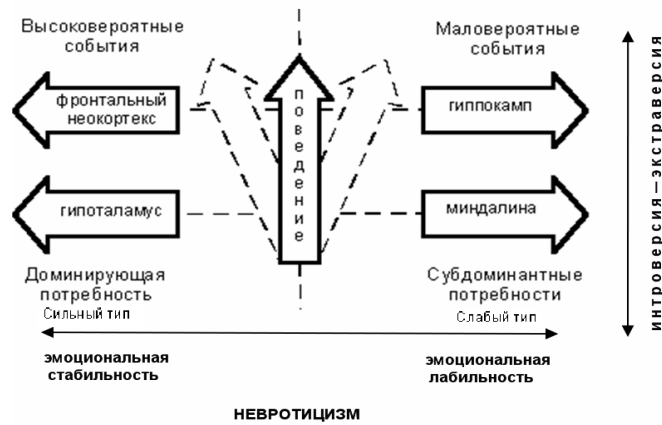 Высоковероятные
события
Маловероятные
события
фронтальный
неокортекс
поведение
гиппокамп
гипоталамус
миндалина
Доминирующая
потребность
Сильный тип
Субдоминантные
потребности
Слабый тип
эмоциональная
стабильность
эмоциональная
лабильность
НЕВРОТИЦИЗМ
интроверсия – экстраверсия